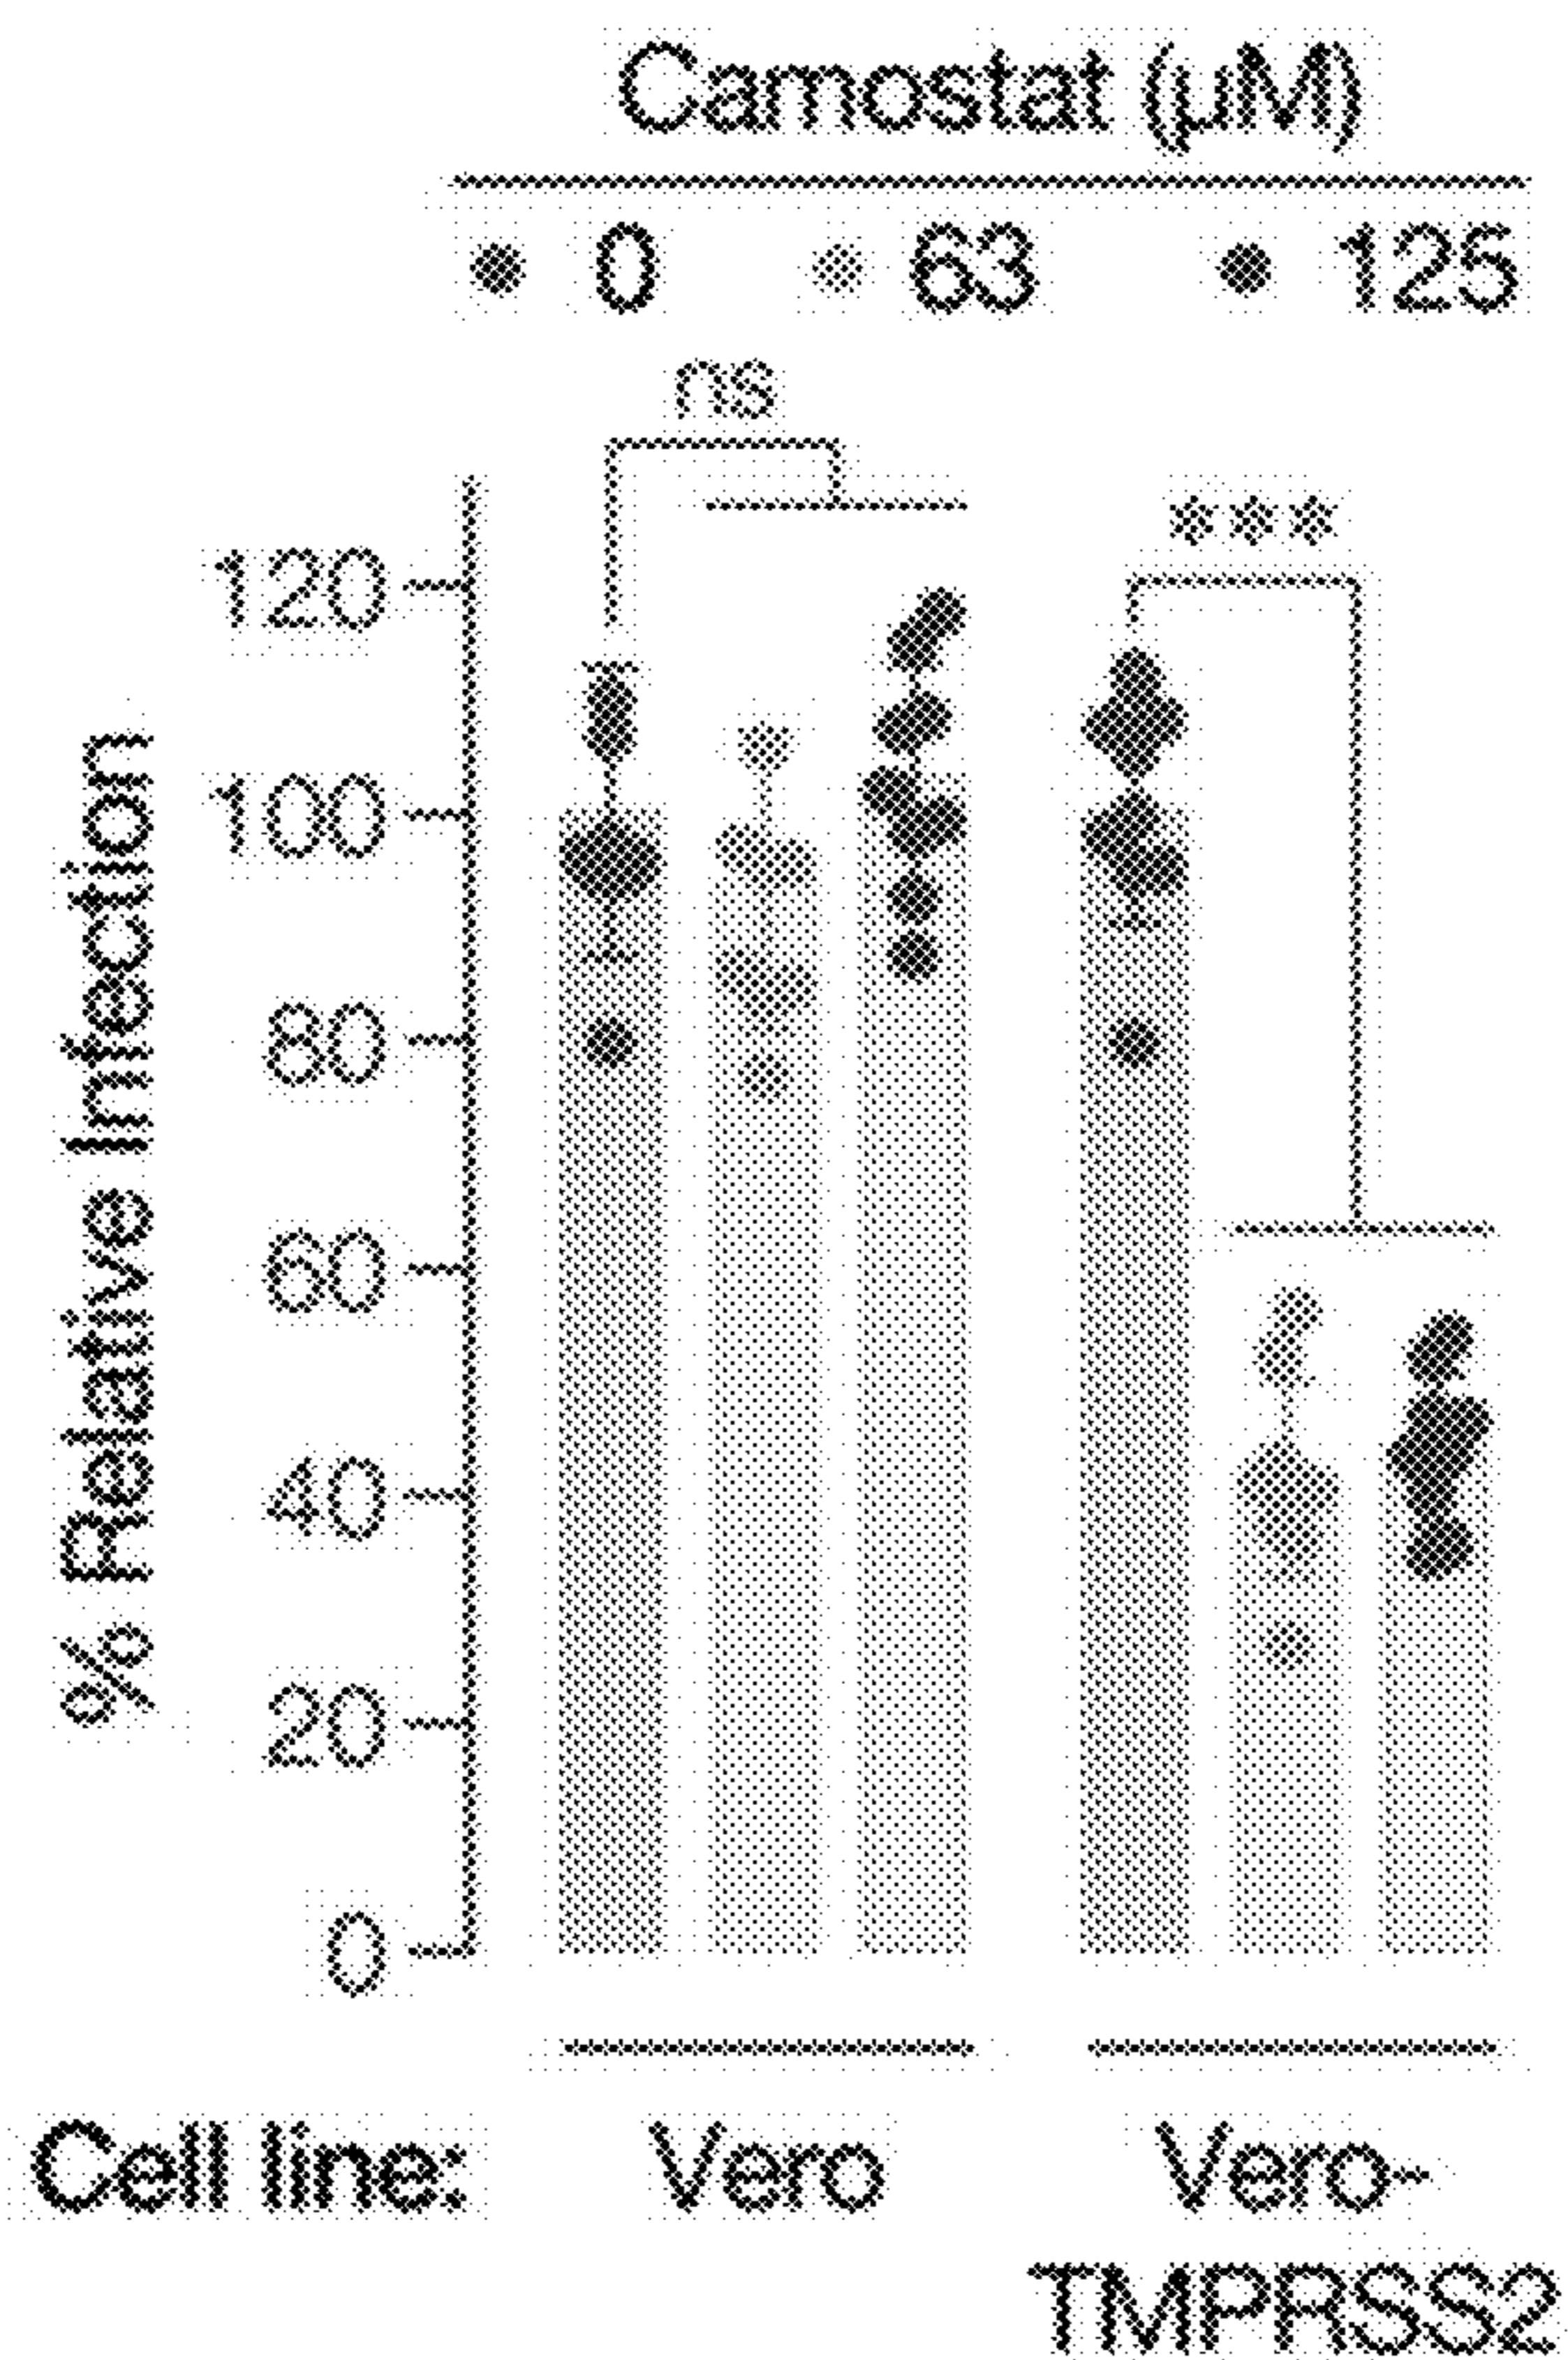 Camostat (µM)
0 63 125
ns
***
120
100
80
60
40
20
0
% Relative Infection
Cell line: Vero Vero-
TMPRSS2